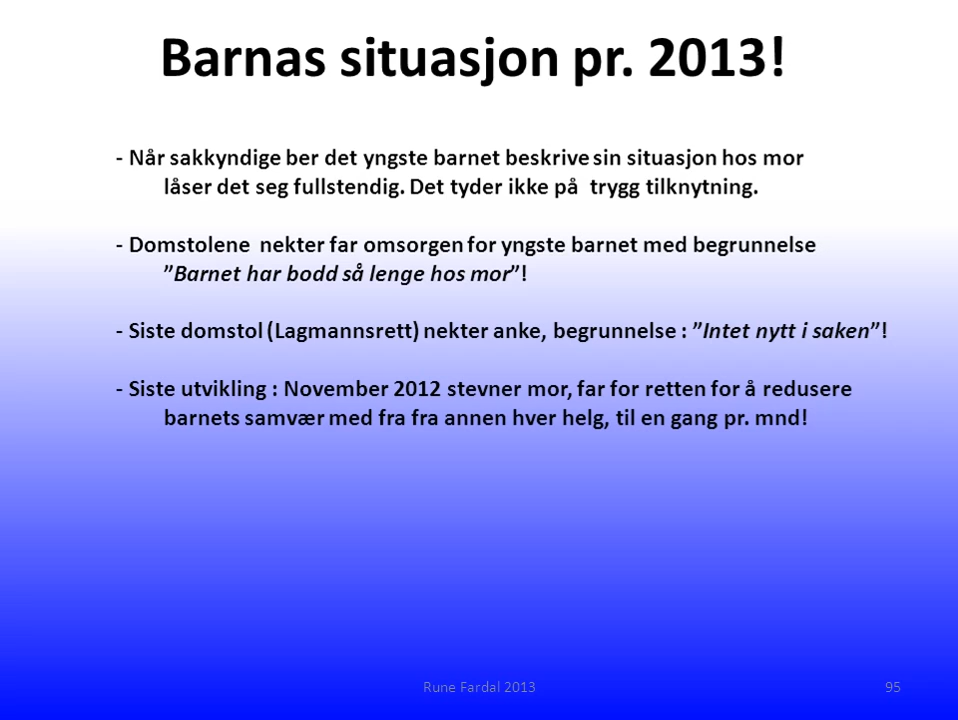 Barnas situasjon pr. 2013!
- Når sakkyndige ber det yngste barnet beskrive sin situasjon hos mor
låser det seg fullstendig. Det tyder ikke på trygg tilknytning.
- Domstolene nekter far omsorgen for yngste barnet med begrunnelse
”Barnet har bodd så lenge hos mor”!
- Siste domstol (Lagmannsrett) nekter anke, begrunnelse : ”Intet nytt i saken”!
- Siste utvikling : November 2012 stevner mor, far for retten for å redusere
barnets samvær med fra fra annen hver helg, til en gang pr. mnd!
Rune Fardal 2013
95